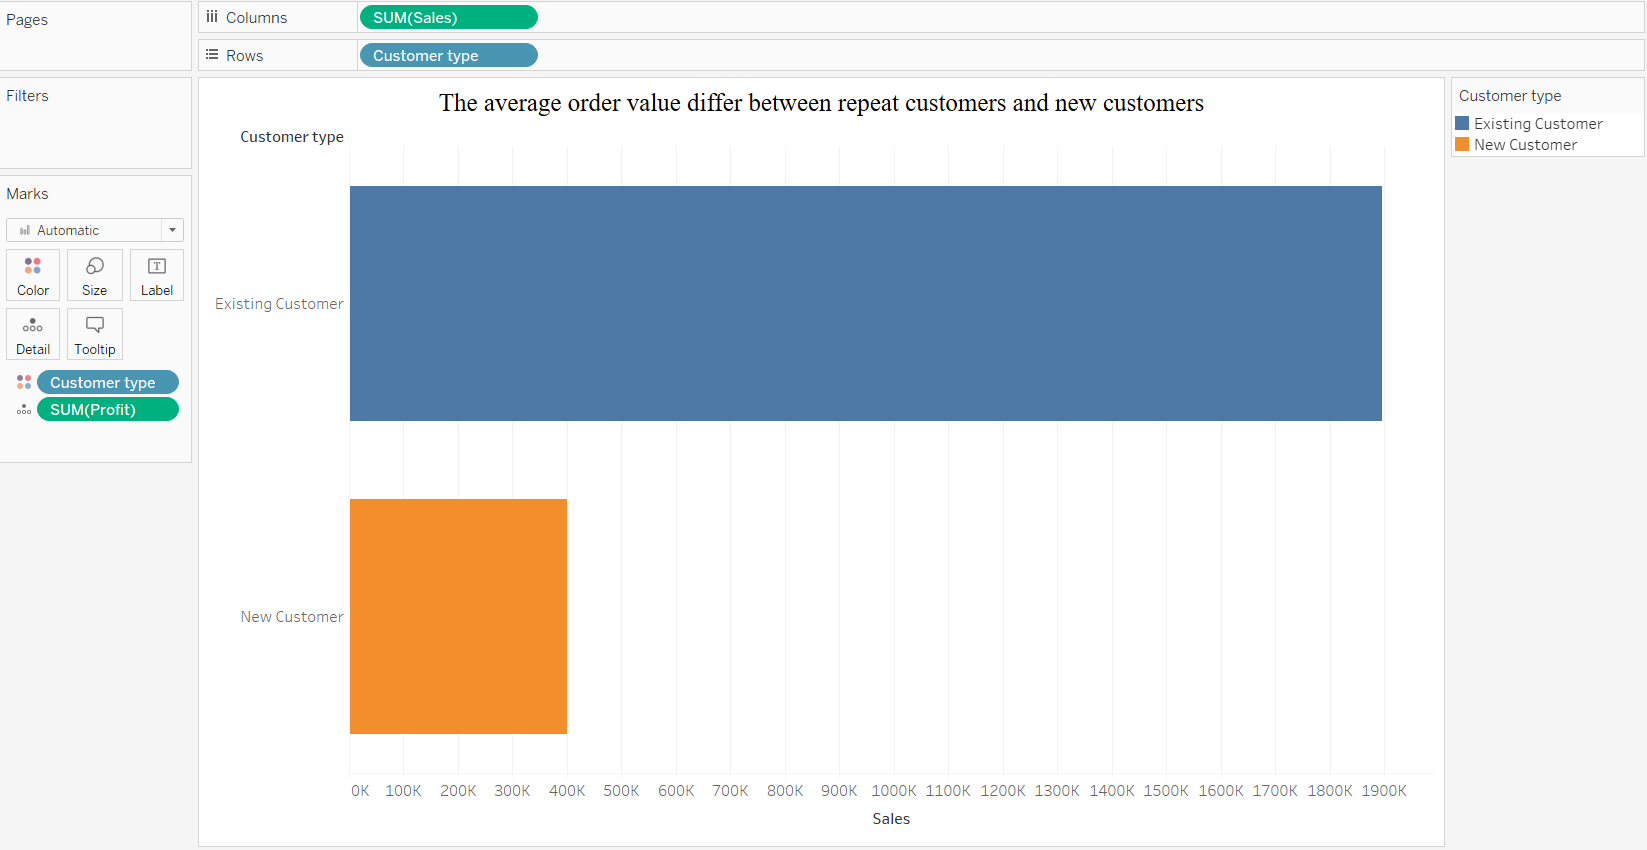 Pages
Columns
SUM(Sales)
Rows
Customer type
Filters
Marks
Automatic
Color
Size
T
Label
Detail
Tooltip
Customer type
SUM(Profit)
The average order value differ between repeat customers and new customers
Customer type
Existing Customer
New Customer
0K 100K 200K 300K 400K 500K 600K 700K 800K 900K 1000K 1100K 1200K 1300K 1400K 1500K 1600K 1700K 1800K 1900K
Sales
Customer type
Existing Customer
New Customer